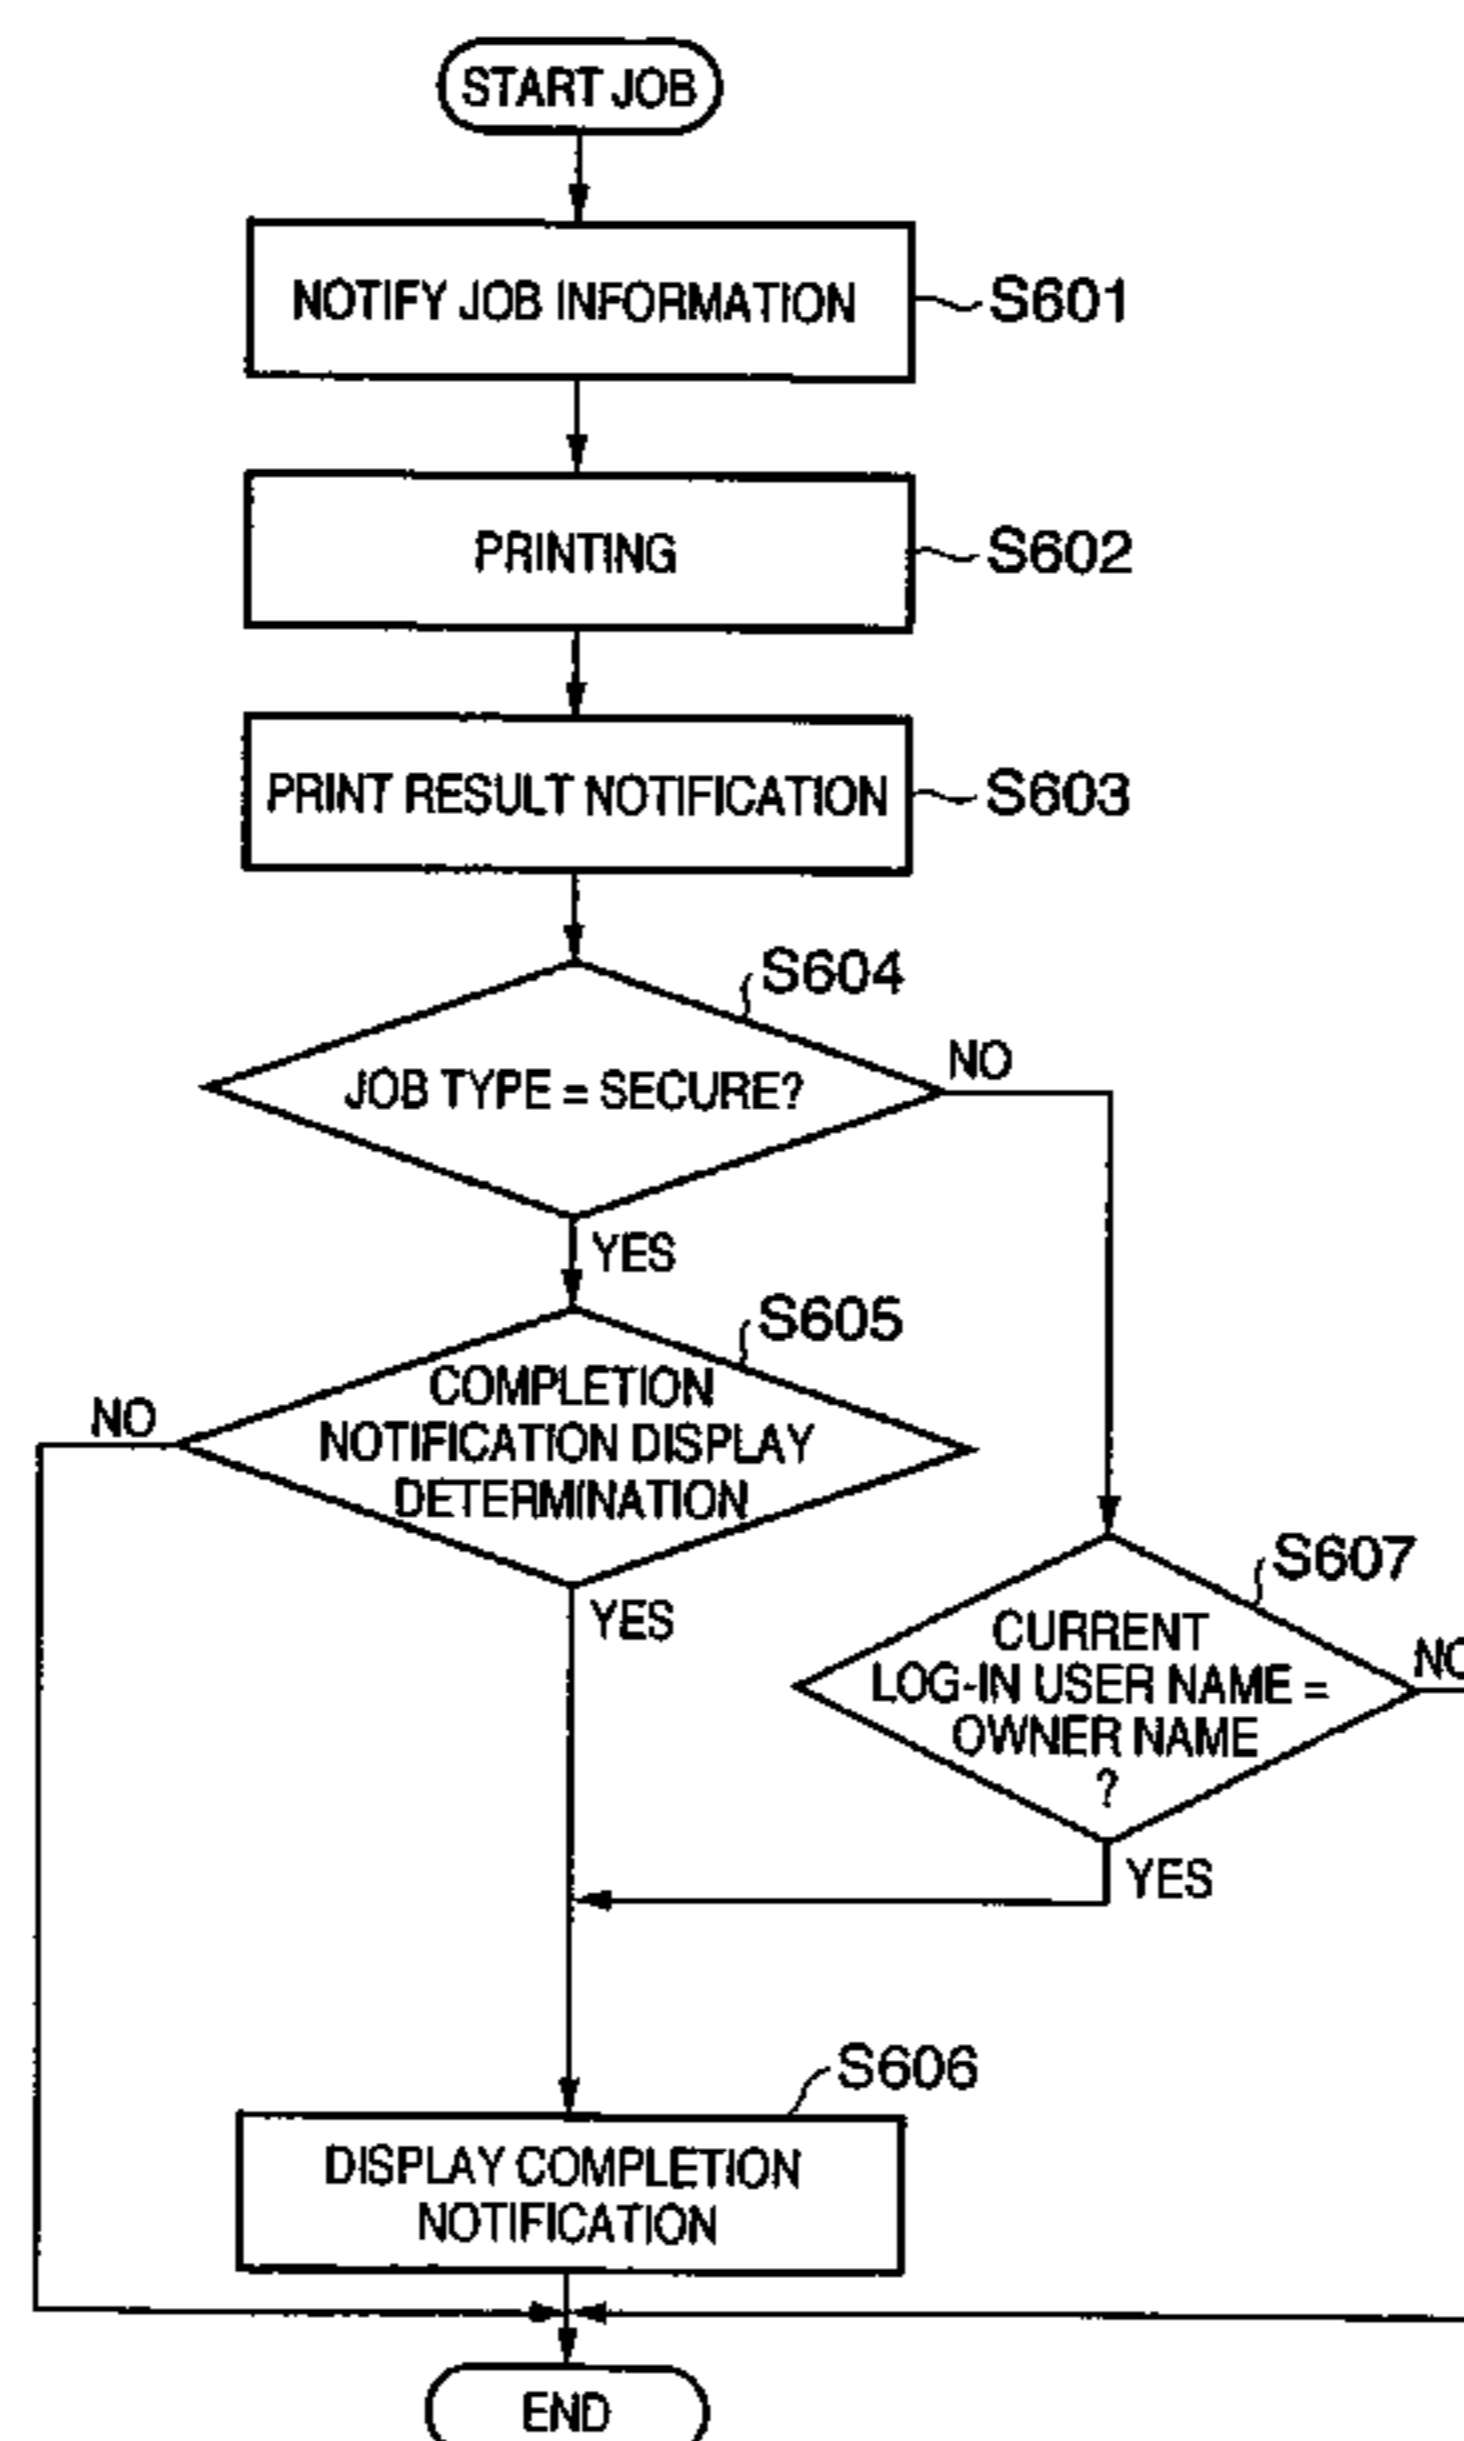 START JOB
NOTIFY JOB INFORMATION
S601
PRINTING
S602
PRINT RESULT NOTIFICATION
S603
S604
JOB TYPE = SECURE?
NO
YES
S605
COMPLETION
NOTIFICATION DISPLAY
DETERMINATION
NO
YES
S607
CURRENT
LOG-IN USER NAME =
OWNER NAME
?
NO
YES
S606
DISPLAY COMPLETION
NOTIFICATION
END